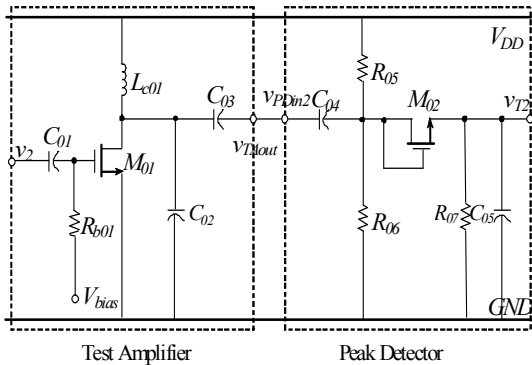 V_DD
L_c01
R_05
C_03
v_PDin2
C_04
M_02
v_T2
v_2
C_01
v_TAout
M_01
R_b01
C_02
R_06
R_07
C_05
V_bias
GND
Test Amplifier
Peak Detector